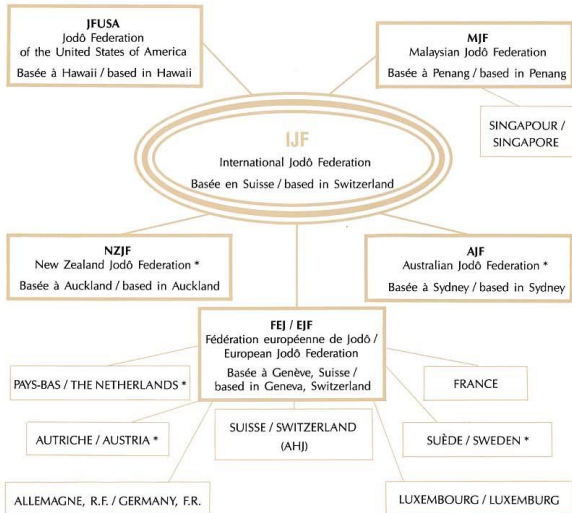 JFUSA
Jodô Federation
of the United States of America
Basée à Hawaii / based in Hawaii
MJF
Malaysian Jodô Federation
Basée à Penang / based in Penang
SINGAPOUR /
SINGAPORE
IJF
International Jodô Federation
Basée en Suisse / based in Switzerland
NZJF
New Zealand Jodô Federation *
Basée à Auckland / based in Auckland
AJF
Australian Jodô Federation *
Basée à Sydney / based in Sydney
FEJ / EJF
Fédération européenne de Jodô /
European Jodô Federation
Basée à Genève, Suisse /
based in Geneva, Switzerland
PAYS-BAS / THE NETHERLANDS *
FRANCE
AUTRICHE / AUSTRIA *
SUISSE / SWITZERLAND
(AHJ)
SUÈDE / SWEDEN *
ALLEMAGNE, R.F. / GERMANY, F.R.
LUXEMBOURG / LUXEMBURG